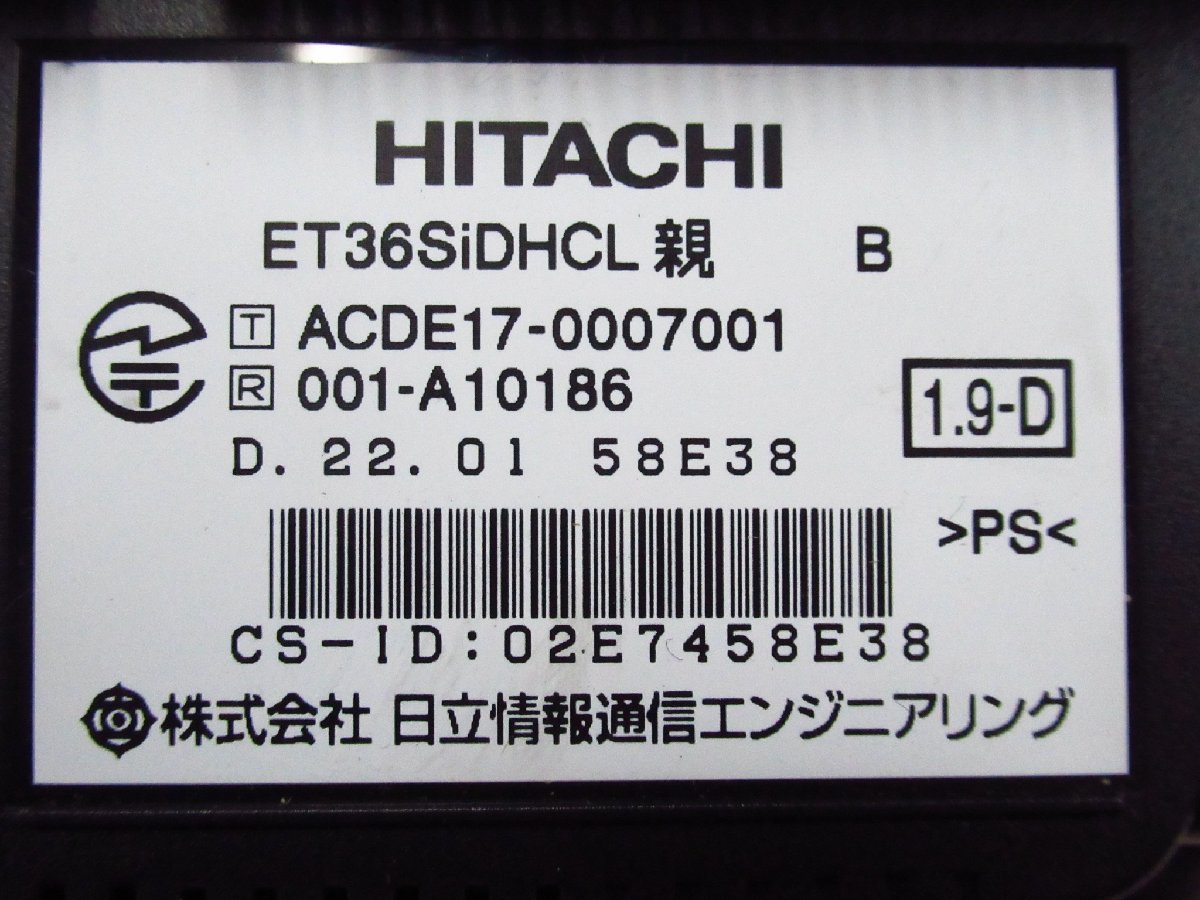 HITACHI
ET36SiDHCL 親 B
T ACDE17-0007001
R 001-A10186
1.9-D
D.22.01 58E38
>PS<
CS-ID:02E7458E38
株式会社 日立情報通信エンジニアリング